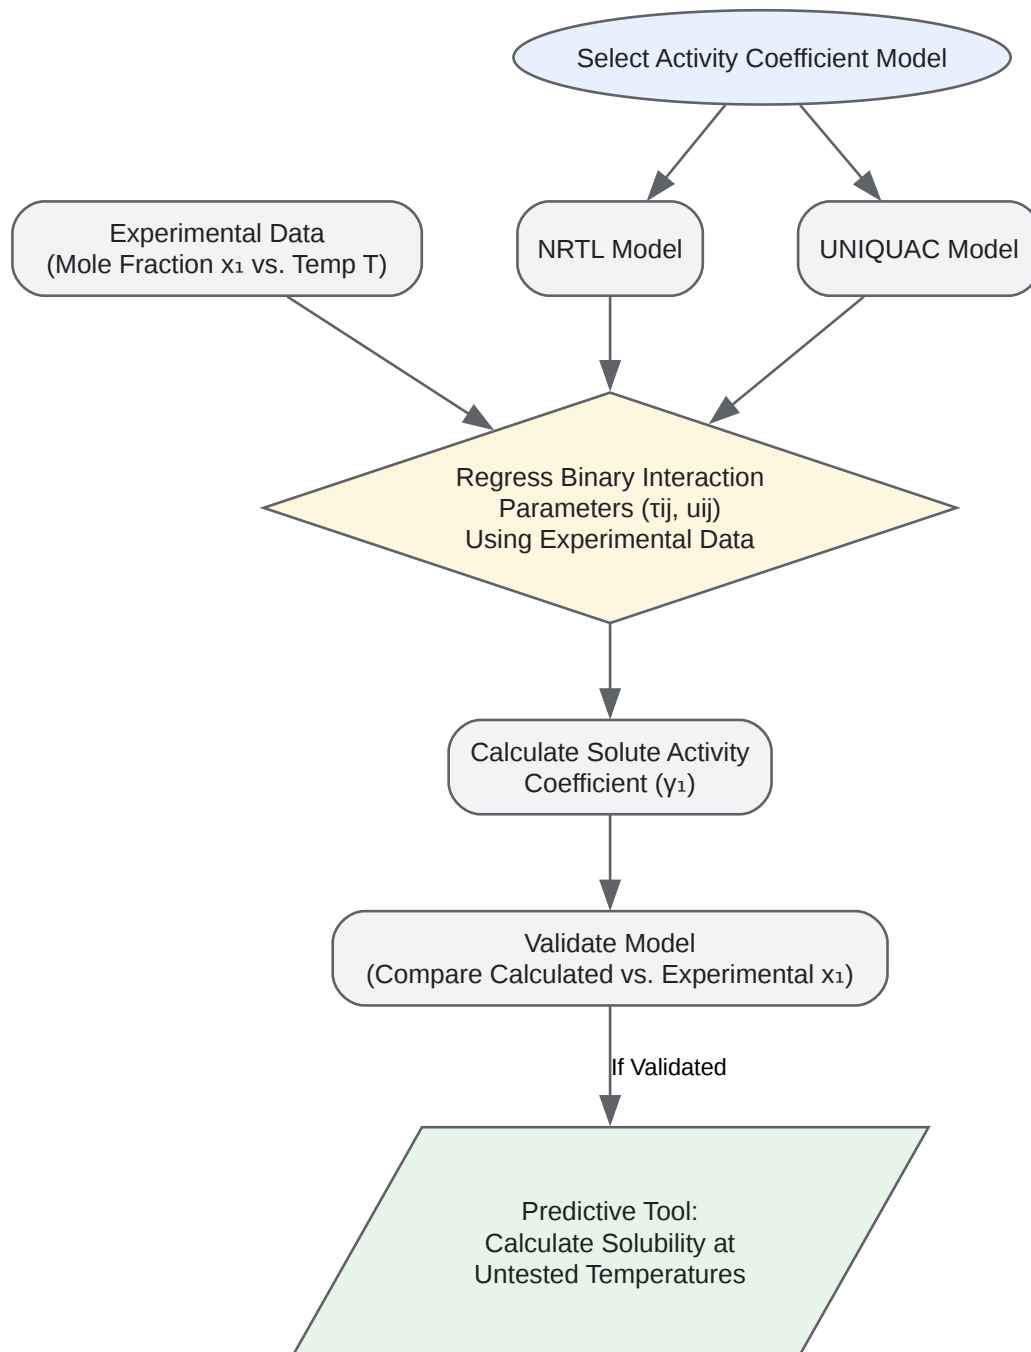 Select Activity Coefficient Model
Experimental Data
(Mole Fraction x₁ vs. Temp T)
NRTL Model
UNIQUAC Model
Regress Binary Interaction
Parameters (τij, uij)
Using Experimental Data
Calculate Solute Activity
Coefficient (γ₁)
Validate Model
(Compare Calculated vs. Experimental x₁)
If Validated
Predictive Tool:
Calculate Solubility at
Untested Temperatures